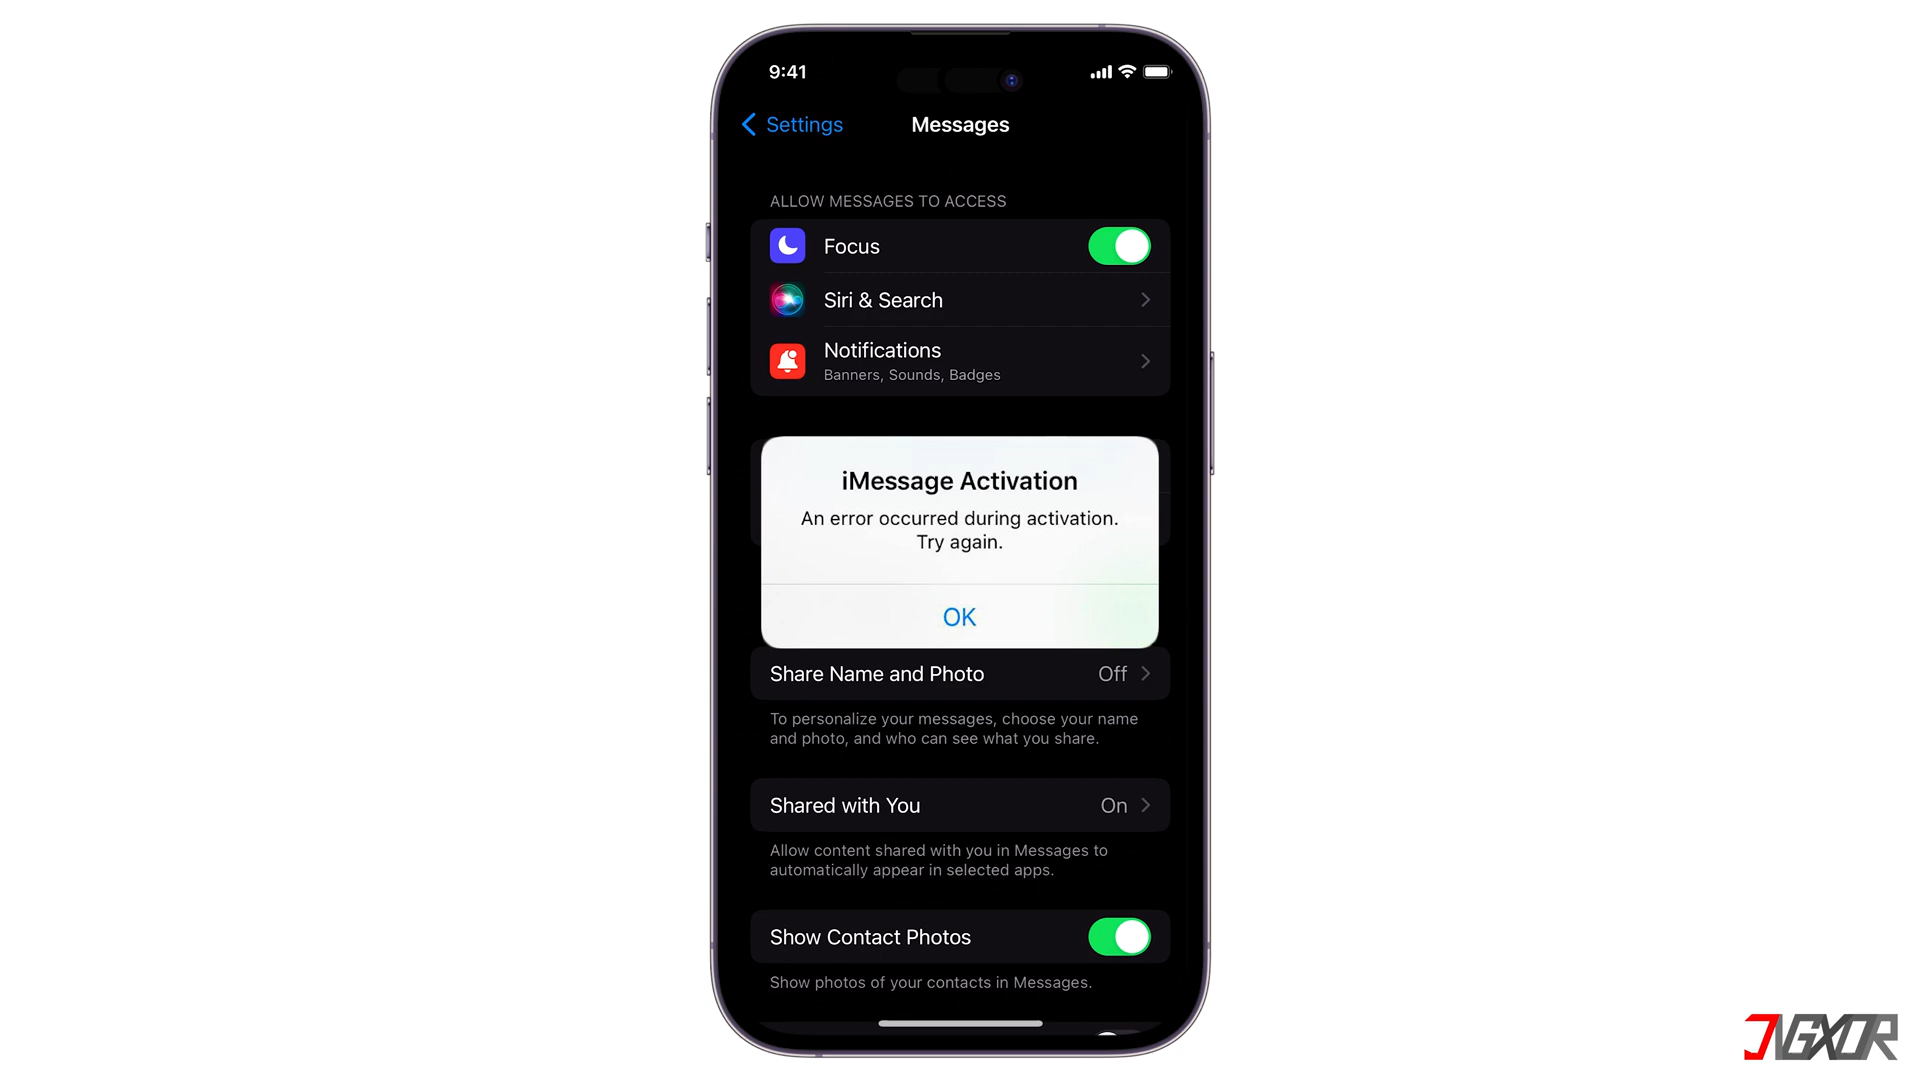 9:41
Settings
Messages
ALLOW MESSAGES TO ACCESS
Focus
Siri & Search
Notifications
Banners, Sounds, Badges
iMessage Activation
An error occurred during activation.
Try again.
OK
Share Name and Photo Off
To personalize your messages, choose your name
and photo, and who can see what you share.
Shared with You On
Allow content shared with you in Messages to
automatically appear in selected apps.
Show Contact Photos
Show photos of your contacts in Messages.
JIGXOR